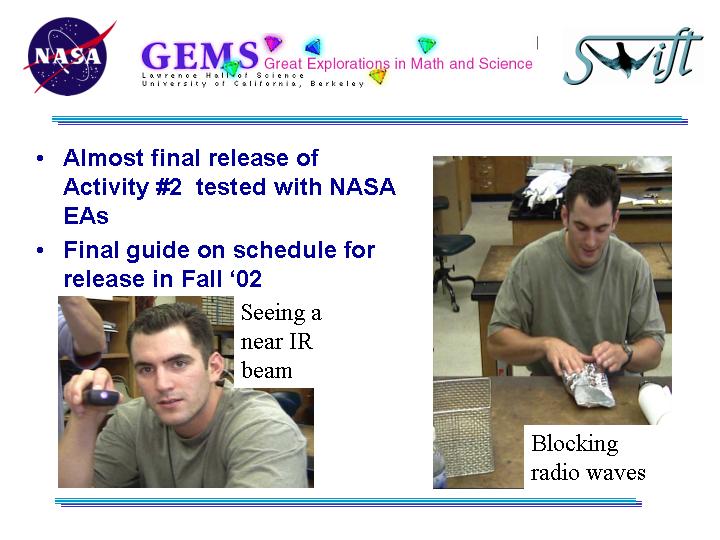 NASA
GEMS
Great Explorations in Math and Science
Lawrence Hall of Science
University of California, Berkeley
Swift
• Almost final release of
Activity #2 tested with NASA
EAs
• Final guide on schedule for
release in Fall ‘02
Seeing a
near IR
beam
Blocking
radio waves